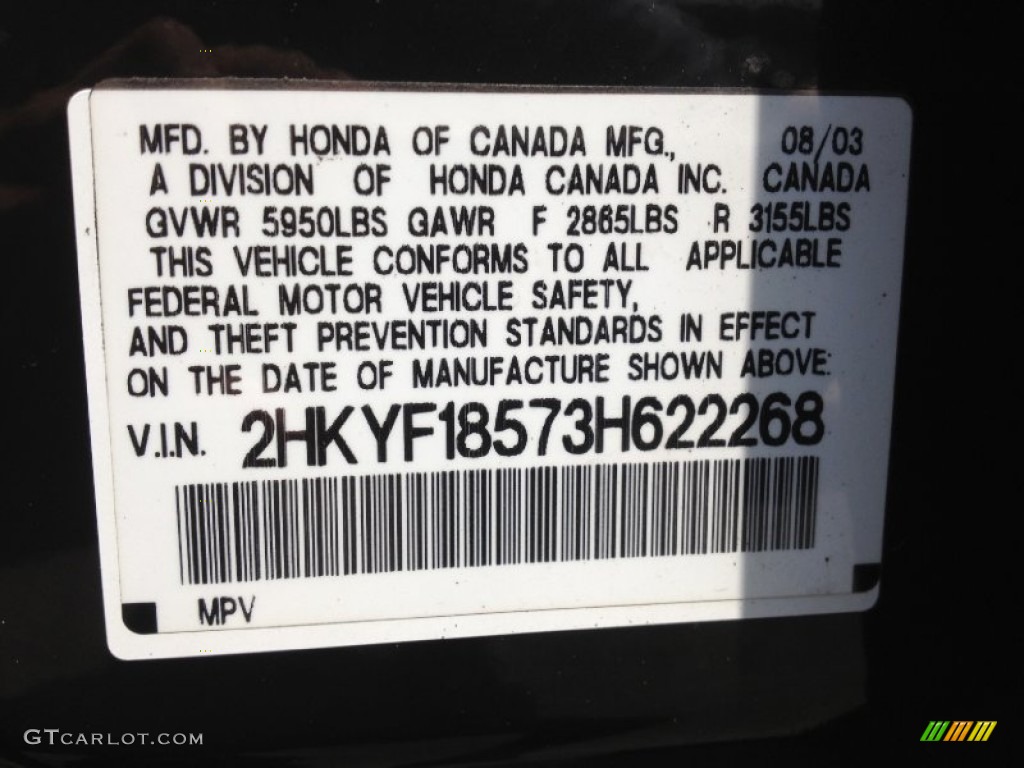 MFD. BY HONDA OF CANADA MFG., 08/03
A DIVISION OF HONDA CANADA INC. CANADA
GVWR 5950LBS GAWR F 2865LBS R 3155LBS
THIS VEHICLE CONFORMS TO ALL APPLICABLE
FEDERAL MOTOR VEHICLE SAFETY,
AND THEFT PREVENTION STANDARDS IN EFFECT
ON THE DATE OF MANUFACTURE SHOWN ABOVE:
V.I.N. 2HKYF18573H622268
MPV
GTCARLOT.COM